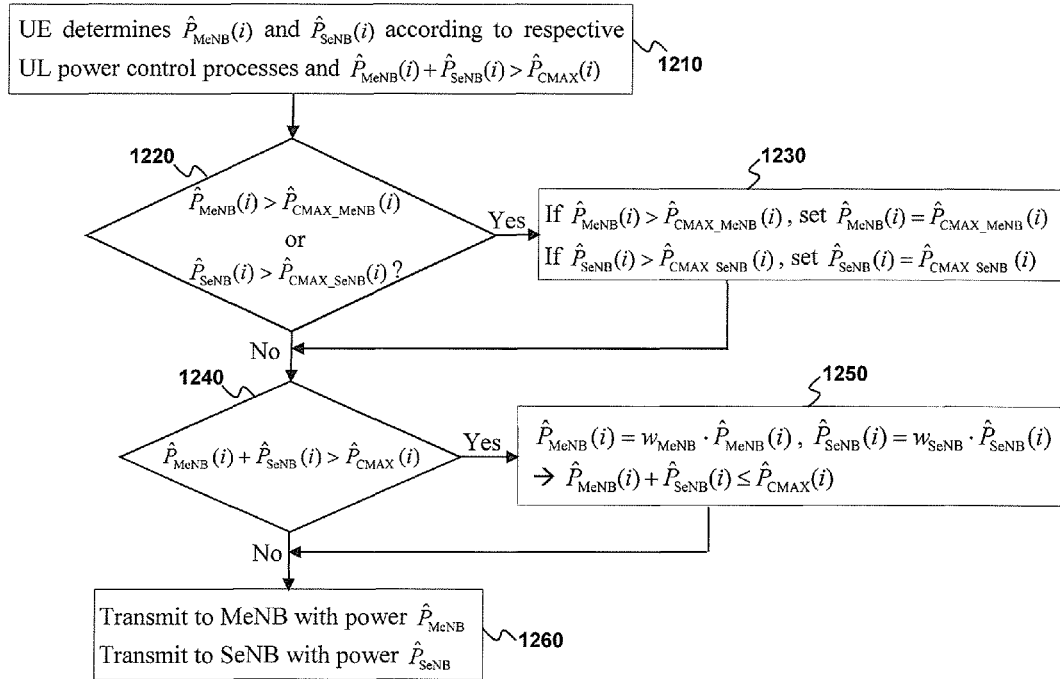 UE determines P̂_MeNB(i) and P̂_SeNB(i) according to respective
UL power control processes and P̂_MeNB(i) + P̂_SeNB(i) > P̂_CMAX(i)
1210
1220
P̂_MeNB(i) > P̂_CMAX_MeNB(i)
or
P̂_SeNB(i) > P̂_CMAX_SeNB(i) ?
Yes
1230
If P̂_MeNB(i) > P̂_CMAX_MeNB(i) , set P̂_MeNB(i) = P̂_CMAX_MeNB(i)
If P̂_SeNB(i) > P̂_CMAX_SeNB(i) , set P̂_SeNB(i) = P̂_CMAX_SeNB(i)
No
1240
P̂_MeNB(i) + P̂_SeNB(i) > P̂_CMAX(i)
Yes
1250
P̂_MeNB(i) = w_MeNB · P̂_MeNB(i) , P̂_SeNB(i) = w_SeNB · P̂_SeNB(i)
→ P̂_MeNB(i) + P̂_SeNB(i) ≤ P̂_CMAX(i)
No
Transmit to MeNB with power P̂_MeNB
Transmit to SeNB with power P̂_SeNB
1260